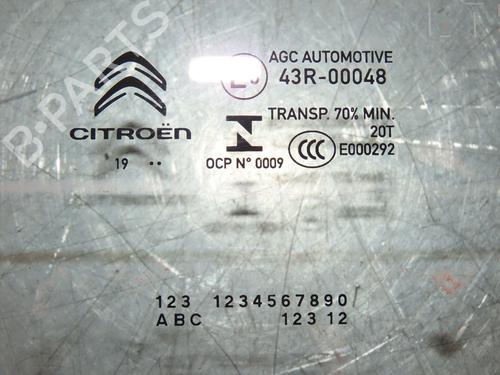 B-PARTS
AGC AUTOMOTIVE
43R-00048
CITROËN
TRANSP. 70% MIN.
20T
19 ..
OCP N° 0009
CCC
E000292
123 1234567890
ABC 123 12